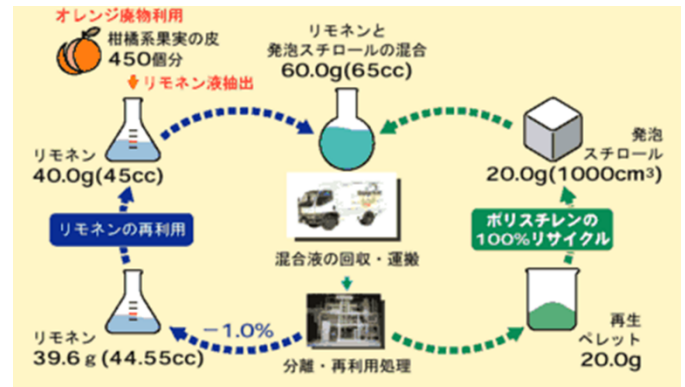 オレンジ廃物利用
柑橘系果実の皮
450個分
リモネン液抽出
リモネンと
発泡スチロールの混合
60.0g(65cc)
リモネン
40.0g(45cc)
発泡
スチロール
20.0g(1000cm³)
リモネンの再利用
ポリスチレンの
100%リサイクル
混合液の回収・運搬
リモネン
39.6g(44.55cc)
－1.0%
分離・再利用処理
再生
ペレット
20.0g